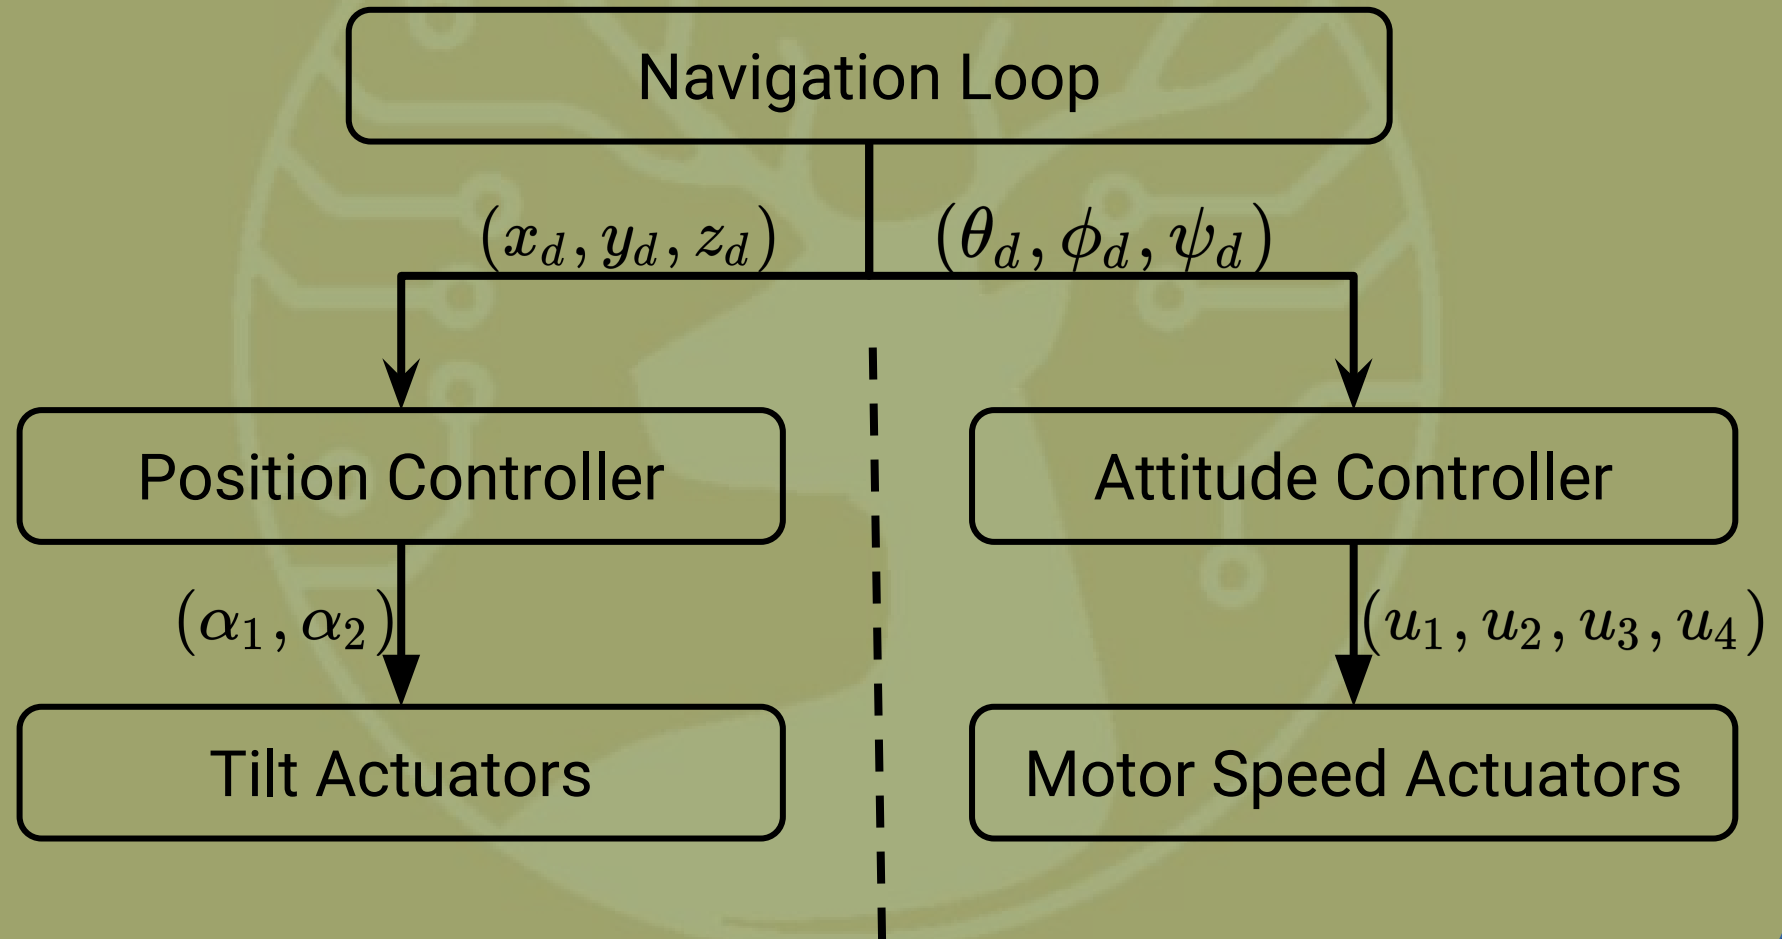 Navigation Loop
(x_d, y_d, z_d) (θ_d, ϕ_d, ψ_d)
Position Controller Attitude Controller
(α_1, α_2) (u_1, u_2, u_3, u_4)
Tilt Actuators Motor Speed Actuators